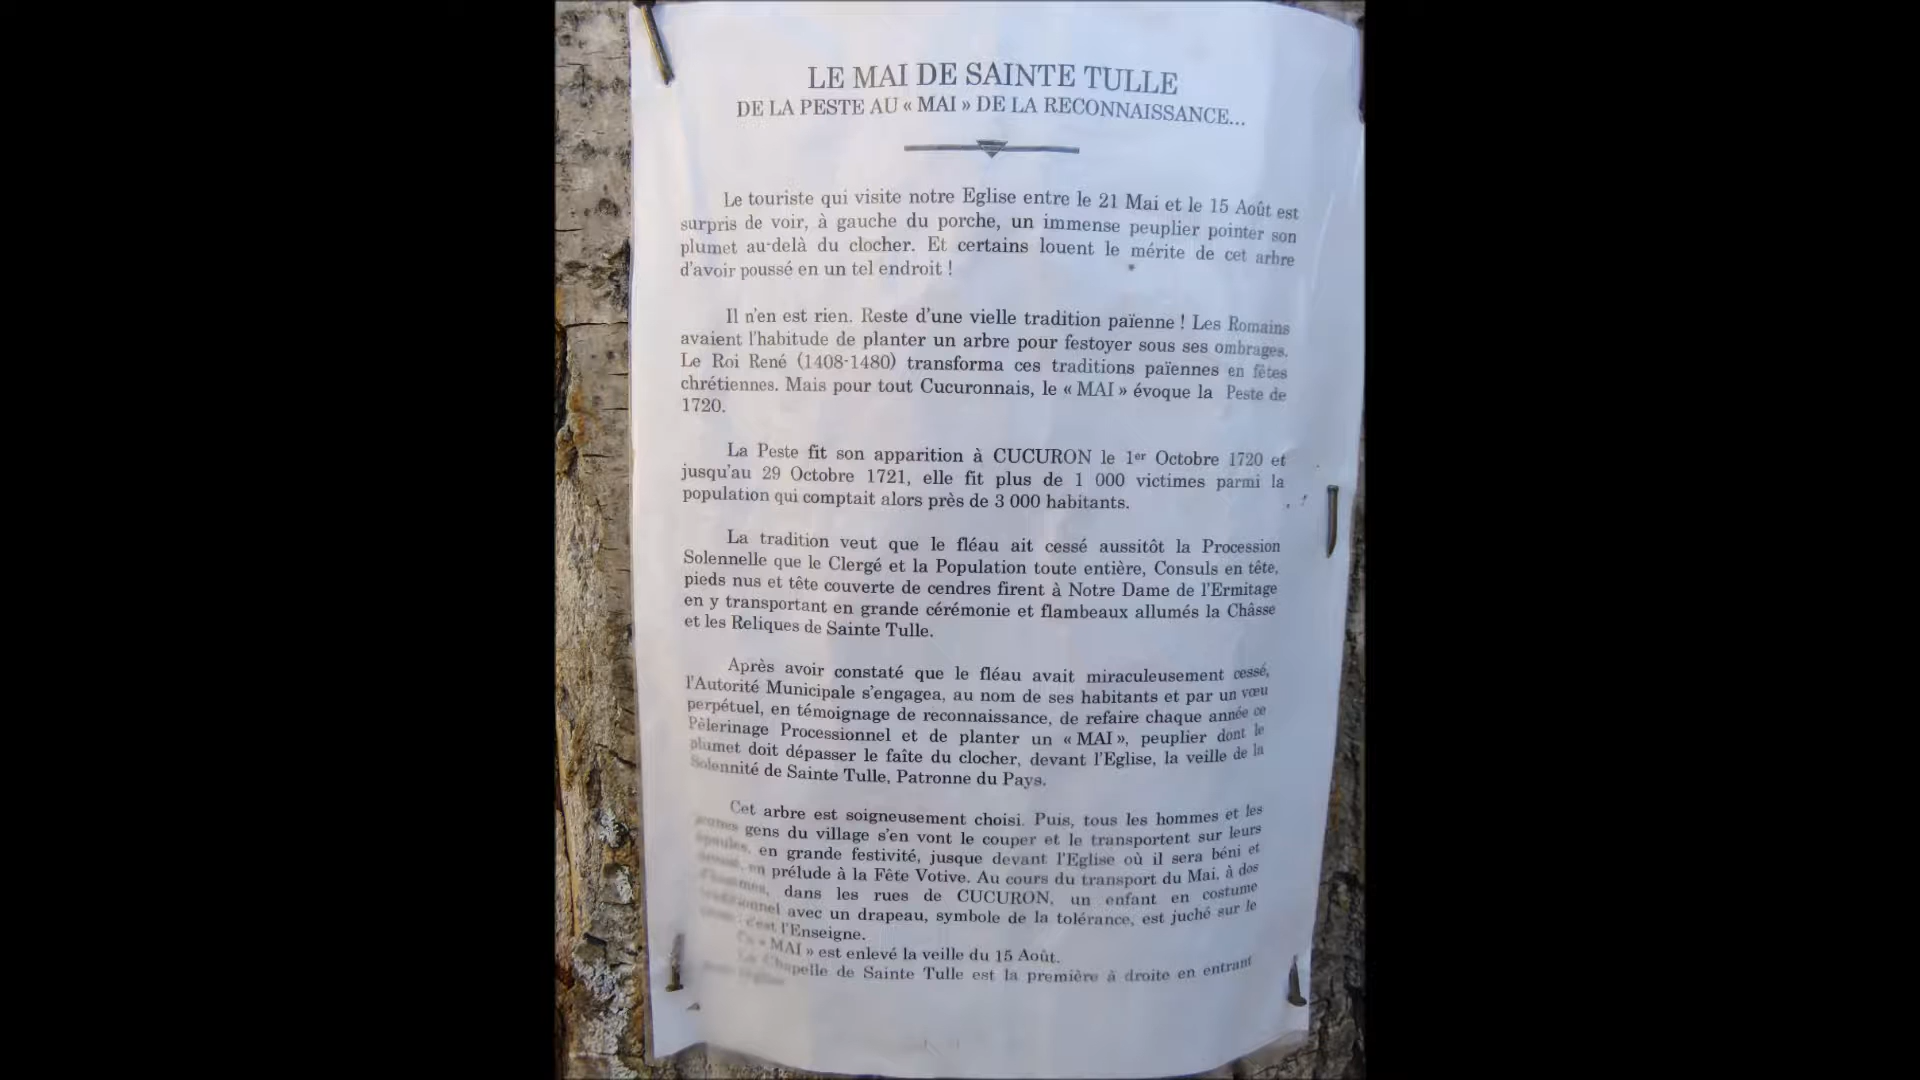 LE MAI DE SAINTE TULLE
DE LA PESTE AU « MAI » DE LA RECONNAISSANCE...
Le touriste qui visite notre Eglise entre le 21 Mai et le 15 Août est
surpris de voir, à gauche du porche, un immense peuplier pointer son
plumet au-delà du clocher. Et certains louent le mérite de cet arbre
d'avoir poussé en un tel endroit !
Il n'en est rien. Reste d'une vielle tradition païenne ! Les Romains
avaient l'habitude de planter un arbre pour festoyer sous ses ombrages.
Le Roi René (1408-1480) transforma ces traditions païennes en fêtes
chrétiennes. Mais pour tout Cucuronnais, le « MAI » évoque la Peste de
1720.
La Peste fit son apparition à CUCURON le 1er Octobre 1720 et
jusqu'au 29 Octobre 1721, elle fit plus de 1 000 victimes parmi la
population qui comptait alors près de 3 000 habitants.
La tradition veut que le fléau ait cessé aussitôt la Procession
Solennelle que le Clergé et la Population toute entière, Consuls en tête,
pieds nus et tête couverte de cendres firent à Notre Dame de l'Ermitage
en y transportant en grande cérémonie et flambeaux allumés la Châsse
et les Reliques de Sainte Tulle.
Après avoir constaté que le fléau avait miraculeusement cessé,
l'Autorité Municipale s'engagea, au nom de ses habitants et par un vœu
perpétuel, en témoignage de reconnaissance, de refaire chaque année ce
Pèlerinage Processionnel et de planter un « MAI », peuplier dont le
plumet doit dépasser le faîte du clocher, devant l'Eglise, la veille de la
Solennité de Sainte Tulle, Patronne du Pays.
Cet arbre est soigneusement choisi. Puis, tous les hommes et les
jeunes gens du village s'en vont le couper et le transportent sur leurs
épaules, en grande festivité, jusque devant l'Eglise où il sera béni et
en prélude à la Fête Votive. Au cours du transport du Mai, à dos
d'hommes, dans les rues de CUCURON, un enfant en costume
traditionnel avec un drapeau, symbole de la tolérance, est juché sur le
c'est l'Enseigne.
Ce « MAI » est enlevé la veille du 15 Août.
La Chapelle de Sainte Tulle est la première à droite en entrant